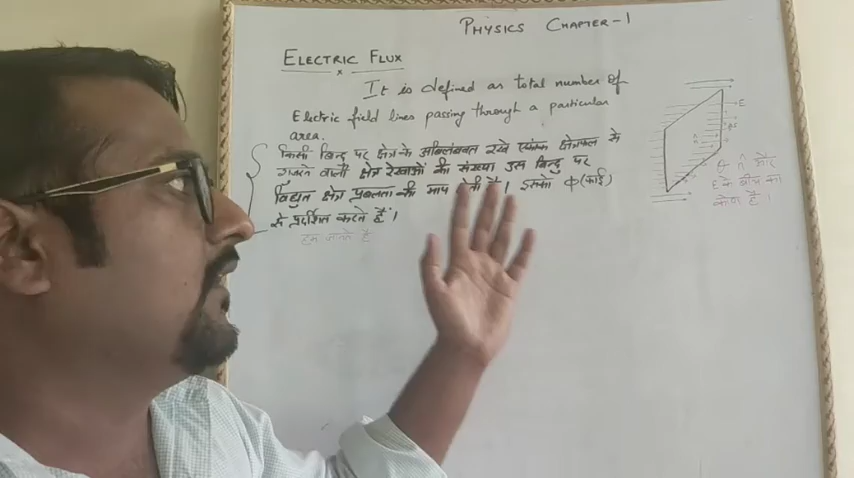 PHYSICS CHAPTER-1
ELECTRIC FLUX
It is defined as total number of
Electric field lines passing through a particular
area.
किसी बिन्दु पर क्षेत्र के अभिलंबवत रखे एकांक क्षेत्रफल से
गुजरने वाली क्षेत्र रेखाओं की संख्या उस बिन्दु पर
विद्युत क्षेत्र प्रबलता की माप होती है। इसको ϕ(फाई)
से प्रदर्शित करते हैं।
हम जानते है
E
n̂
θ n̂ और
E के बीच का
कोण है।